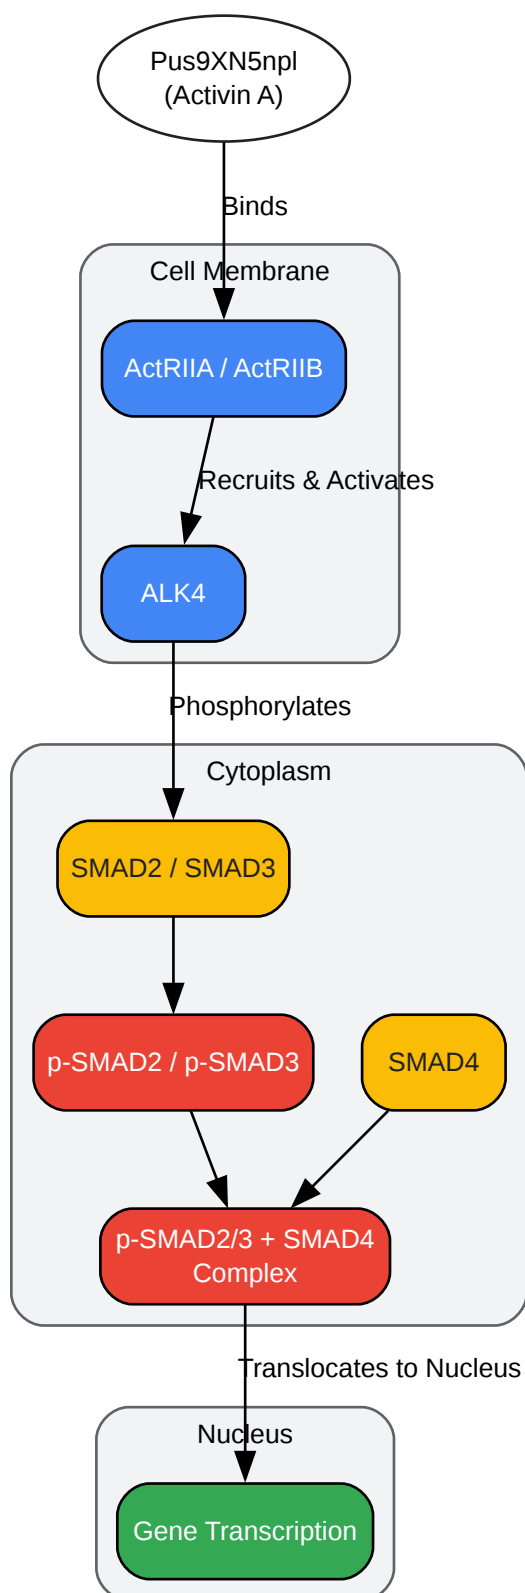 Pus9XN5npl
(Activin A)
Binds
Cell Membrane
ActRIIA / ActRIIB
Recruits & Activates
ALK4
Phosphorylates
Cytoplasm
SMAD2 / SMAD3
p-SMAD2 / p-SMAD3
SMAD4
p-SMAD2/3 + SMAD4
Complex
Translocates to Nucleus
Nucleus
Gene Transcription